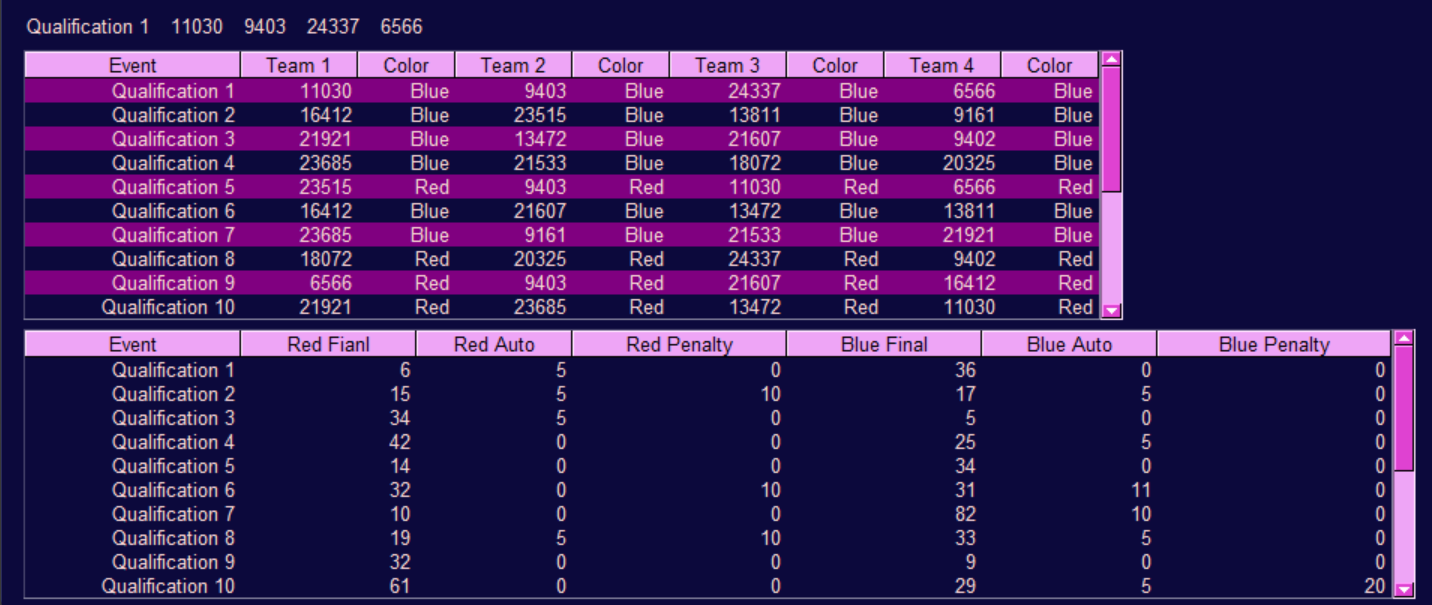 Qualification 1 11030 9403 24337 6566
Event Team 1 Color Team 2 Color Team 3 Color Team 4 Color
Qualification 1 11030 Blue 9403 Blue 24337 Blue 6566 Blue
Qualification 2 16412 Blue 23515 Blue 13811 Blue 9161 Blue
Qualification 3 21921 Blue 13472 Blue 21607 Blue 9402 Blue
Qualification 4 23685 Blue 21533 Blue 18072 Blue 20325 Blue
Qualification 5 23515 Red 9403 Red 11030 Red 6566 Red
Qualification 6 16412 Blue 21607 Blue 13472 Blue 13811 Blue
Qualification 7 23685 Blue 9161 Blue 21533 Blue 21921 Blue
Qualification 8 18072 Red 20325 Red 24337 Red 9402 Red
Qualification 9 6566 Red 9403 Red 21607 Red 16412 Red
Qualification 10 21921 Red 23685 Red 13472 Red 11030 Red
Event Red Fianl Red Auto Red Penalty Blue Final Blue Auto Blue Penalty
Qualification 1 6 5 0 36 0 0
Qualification 2 15 5 10 17 5 0
Qualification 3 34 5 0 5 0 0
Qualification 4 42 0 0 25 5 0
Qualification 5 14 0 0 34 0 0
Qualification 6 32 0 10 31 11 0
Qualification 7 10 0 0 82 10 0
Qualification 8 19 5 10 33 5 0
Qualification 9 32 0 0 9 0 0
Qualification 10 61 0 0 29 5 20